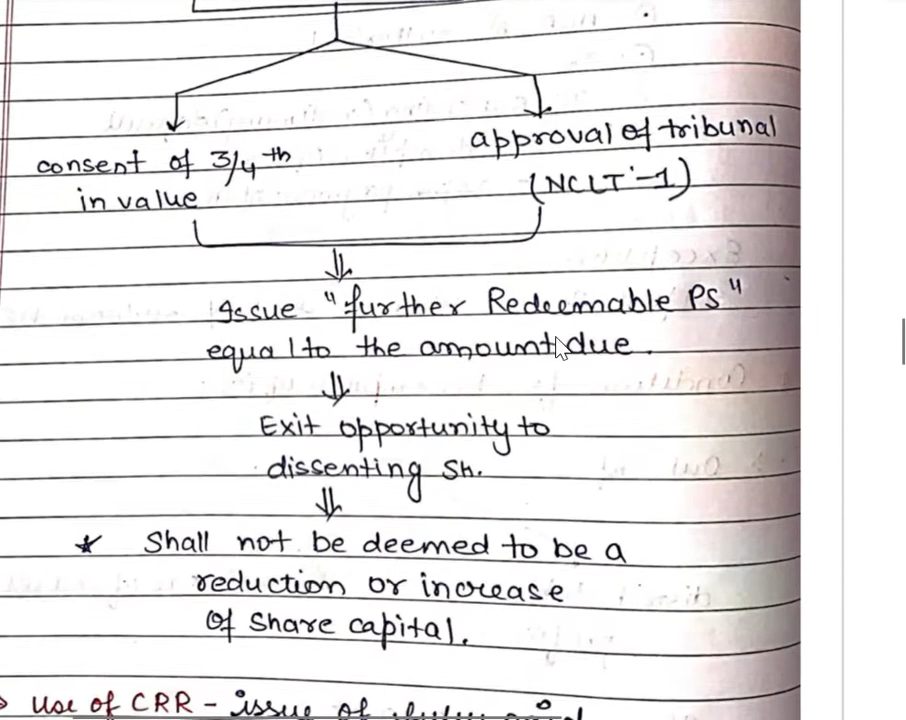 consent of 3/4th
in value
approval of tribunal
(NCLT-1)
Issue "further Redeemable PS"
equal to the amount due.
Exit opportunity to
dissenting Sh.
* Shall not be deemed to be a
reduction or increase
of share capital.
use of CRR - issue of